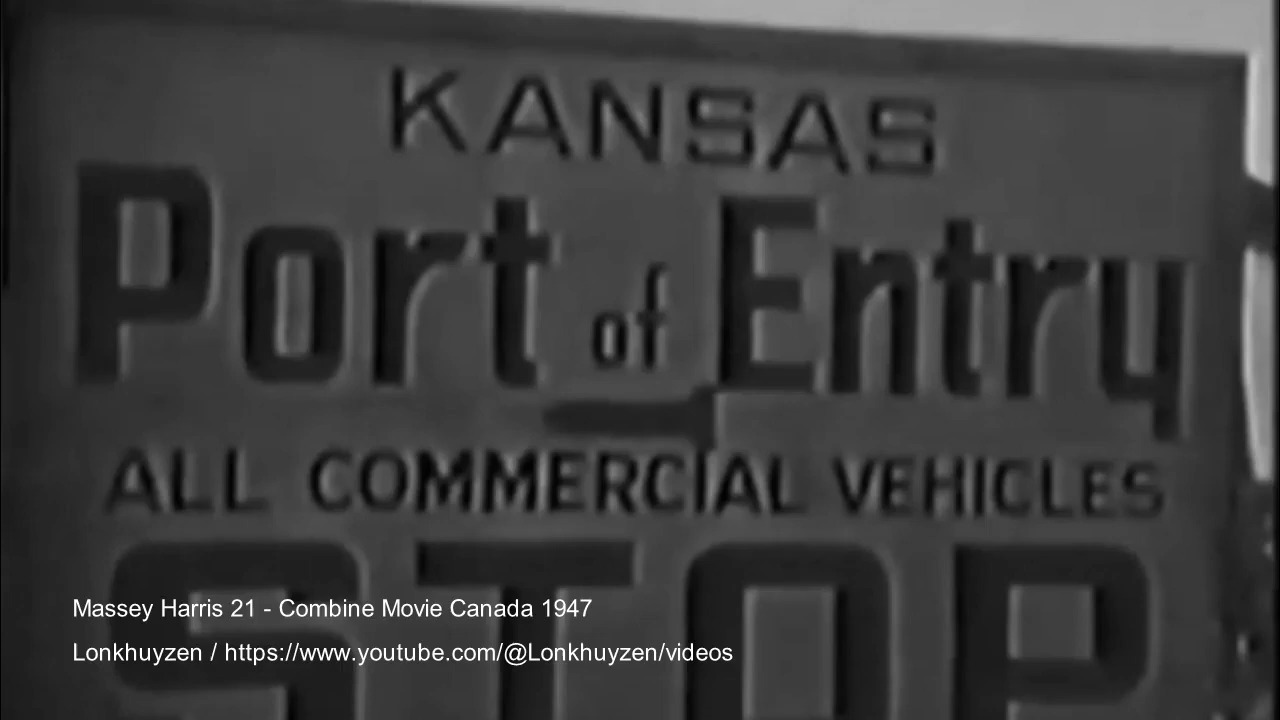 KANSAS
Port of Entry
ALL COMMERCIAL VEHICLES
STOP
Massey Harris 21 - Combine Movie Canada 1947
Lonkhuyzen / https://www.youtube.com/@Lonkhuyzen/videos